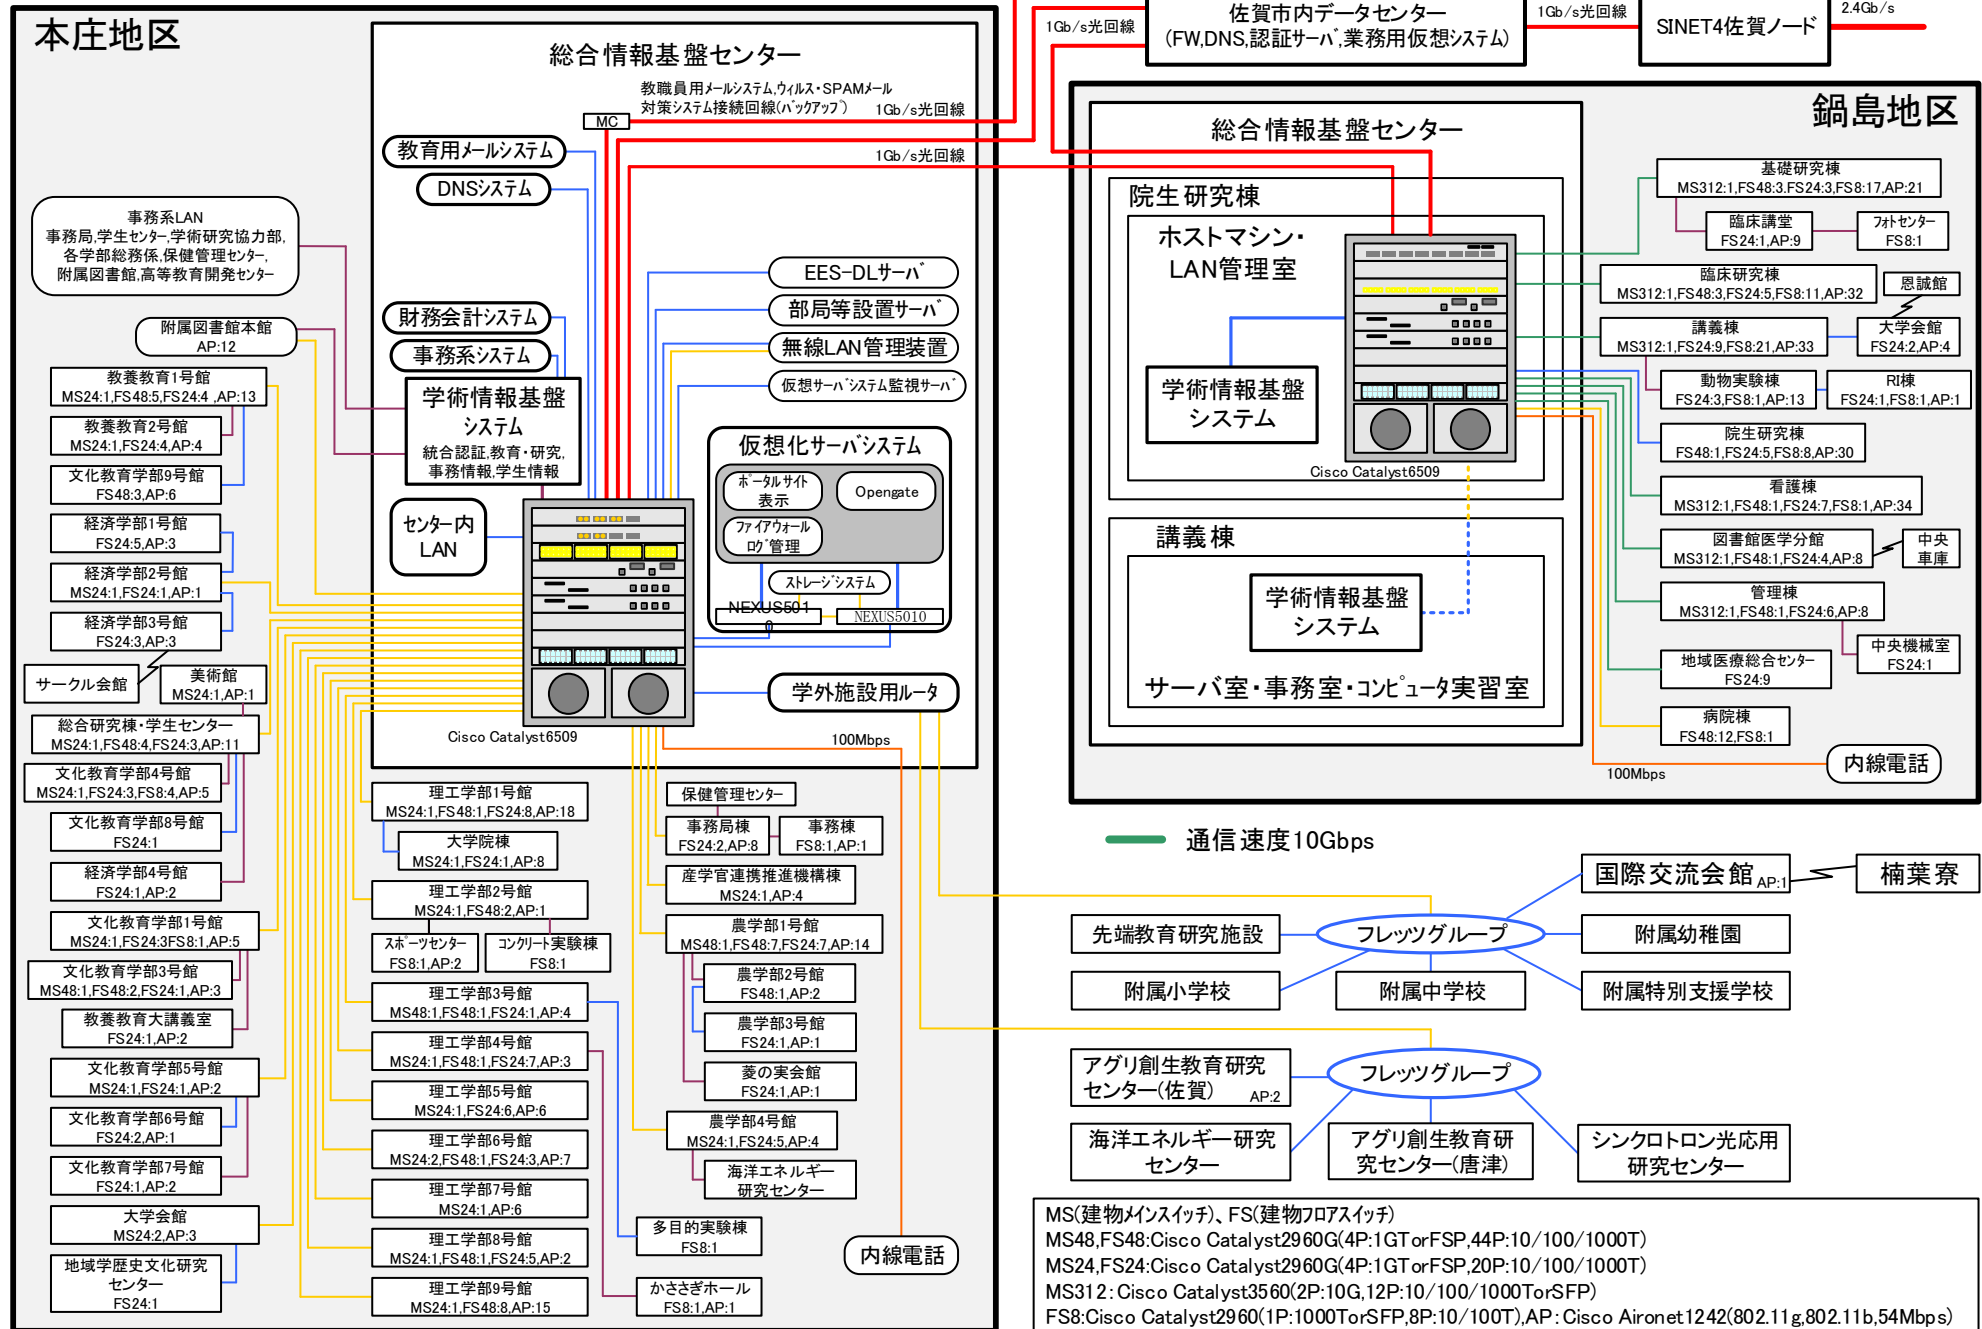 本庄地区
総合情報基盤センター
教職員用メールシステム,ウィルス・SPAMメール
対策システム接続回線(バックアップ)
1Gb/s光回線
MC
1Gb/s光回線
教育用メールシステム
DNSシステム
事務系LAN
事務局,学生センター,学術研究協力部,
各学部総務係,保健管理センター,
附属図書館,高等教育開発センター
附属図書館本館
AP:12
財務会計システム
事務系システム
学術情報基盤
システム
統合認証,教育・研究,
事務情報,学生情報
センター内
LAN
EES-DLサーバ
部局等設置サーバ
無線LAN管理装置
仮想サーバシステム監視サーバ
仮想化サーバシステム
ポータルサイト
表示
Opengate
ファイアウォール
ログ管理
ストレージシステム
NEXUS501
0
NEXUS5010
学外施設用ルータ
Cisco Catalyst6509
100Mbps
教養教育1号館
MS24:1,FS48:5,FS24:4 ,AP:13
教養教育2号館
MS24:1,FS24:4,AP:4
文化教育学部9号館
FS48:3,AP:6
経済学部1号館
FS24:5,AP:3
経済学部2号館
MS24:1,FS24:1,AP:1
経済学部3号館
FS24:3,AP:3
サークル会館
美術館
MS24:1,AP:1
総合研究棟・学生センター
MS24:1,FS48:4,FS24:3,AP:11
文化教育学部4号館
MS24:1,FS24:3,FS8:4,AP:5
文化教育学部8号館
FS24:1
経済学部4号館
FS24:1,AP:2
文化教育学部1号館
MS24:1,FS24:3FS8:1,AP:5
文化教育学部3号館
MS48:1,FS48:2,FS24:1,AP:3
教養教育大講義室
FS24:1,AP:2
文化教育学部5号館
MS24:1,FS24:1,AP:2
文化教育学部6号館
FS24:2,AP:1
文化教育学部7号館
FS24:1,AP:2
大学会館
MS24:2,AP:3
地域学歴史文化研究
センター
FS24:1
理工学部1号館
MS24:1,FS48:1,FS24:8,AP:18
大学院棟
MS24:1,FS24:1,AP:8
理工学部2号館
MS24:1,FS48:2,AP:1
スポーツセンター
FS8:1,AP:2
コンクリート実験棟
FS8:1
理工学部3号館
MS48:1,FS48:1,FS24:1,AP:4
理工学部4号館
MS24:1,FS48:1,FS24:7,AP:3
理工学部5号館
MS24:1,FS24:6,AP:6
理工学部6号館
MS24:2,FS48:1,FS24:3,AP:7
理工学部7号館
MS24:1,AP:6
理工学部8号館
MS24:1,FS48:1,FS24:5,AP:2
理工学部9号館
MS24:1,FS48:8,AP:15
保健管理センター
事務局棟
FS24:2,AP:8
事務棟
FS8:1,AP:1
産学官連携推進機構棟
MS24:1,AP:4
農学部1号館
MS48:1,FS48:7,FS24:7,AP:14
農学部2号館
FS48:1,AP:2
農学部3号館
FS24:1,AP:1
菱の実会館
FS24:1,AP:1
農学部4号館
MS24:1,FS24:5,AP:4
海洋エネルギー
研究センター
多目的実験棟
FS8:1
かささぎホール
FS8:1,AP:1
内線電話
1Gb/s光回線
佐賀市内データセンター
(FW,DNS,認証サーバ,業務用仮想システム)
1Gb/s光回線
SINET4佐賀ノード
2.4Gb/s
鍋島地区
総合情報基盤センター
院生研究棟
ホストマシン・
LAN管理室
学術情報基盤
システム
Cisco Catalyst6509
講義棟
学術情報基盤
システム
サーバ室・事務室・コンピュータ実習室
基礎研究棟
MS312:1,FS48:3.FS24:3,FS8:17,AP:21
臨床講堂
FS24:1,AP:9
フォトセンター
FS8:1
臨床研究棟
MS312:1,FS48:3,FS24:5,FS8:11,AP:32
恩誠館
講義棟
MS312:1,FS24:9,FS8:21,AP:33
大学会館
FS24:2,AP:4
動物実験棟
FS24:3,FS8:1,AP:13
RI棟
FS24:1,FS8:1,AP:1
院生研究棟
FS48:1,FS24:5,FS8:8,AP:30
看護棟
MS312:1,FS48:1,FS24:7,FS8:1,AP:34
図書館医学分館
MS312:1,FS48:1,FS24:4,AP:8
中央
車庫
管理棟
MS312:1,FS48:1,FS24:6,AP:8
中央機械室
FS24:1
地域医療総合センター
FS24:9
病院棟
FS48:12,FS8:1
内線電話
100Mbps
通信速度10Gbps
国際交流会館 AP:1
楠葉寮
先端教育研究施設
フレッツグループ
附属幼稚園
附属小学校
附属中学校
附属特別支援学校
アグリ創生教育研究
センター(佐賀) AP:2
フレッツグループ
海洋エネルギー研究
センター
アグリ創生教育研
究センター(唐津)
シンクロトロン光応用
研究センター
MS(建物メインスイッチ)、FS(建物フロアスイッチ)
MS48,FS48:Cisco Catalyst2960G(4P:1GTorFSP,44P:10/100/1000T)
MS24,FS24:Cisco Catalyst2960G(4P:1GTorFSP,20P:10/100/1000T)
MS312:Cisco Catalyst3560(2P:10G,12P:10/100/1000TorSFP)
FS8:Cisco Catalyst2960(1P:1000TorSFP,8P:10/100T),AP:Cisco Aironet1242(802.11g,802.11b,54Mbps)